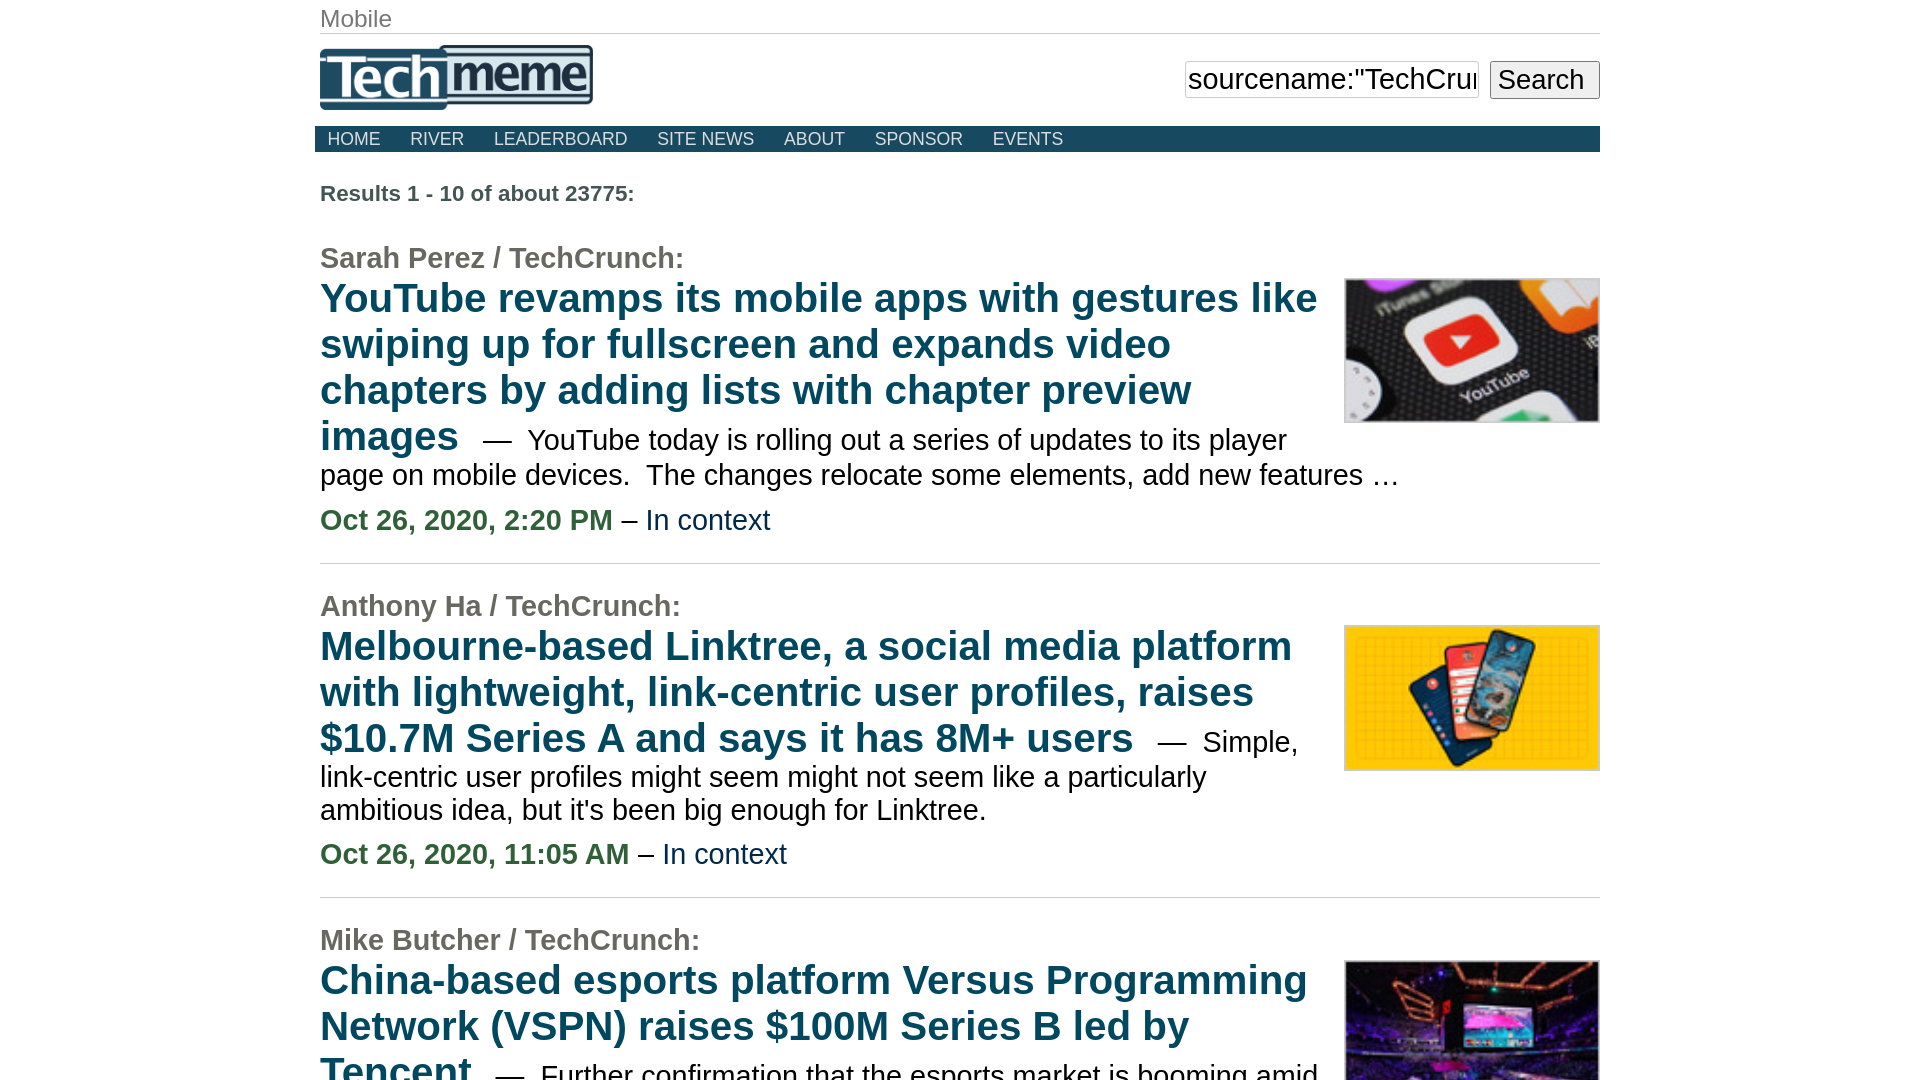 Mobile
Tech meme
sourcename:"TechCrun
Search
HOME RIVER LEADERBOARD SITE NEWS ABOUT SPONSOR EVENTS
Results 1 - 10 of about 23775:
Sarah Perez / TechCrunch:
YouTube revamps its mobile apps with gestures like
swiping up for fullscreen and expands video
chapters by adding lists with chapter preview
images — YouTube today is rolling out a series of updates to its player
page on mobile devices. The changes relocate some elements, add new features …
iTunes
YouTube
Oct 26, 2020, 2:20 PM – In context
Anthony Ha / TechCrunch:
Melbourne-based Linktree, a social media platform
with lightweight, link-centric user profiles, raises
$10.7M Series A and says it has 8M+ users — Simple,
link-centric user profiles might seem might not seem like a particularly
ambitious idea, but it's been big enough for Linktree.
Oct 26, 2020, 11:05 AM – In context
Mike Butcher / TechCrunch:
China-based esports platform Versus Programming
Network (VSPN) raises $100M Series B led by
Tencent — Further confirmation that the esports market is booming amid